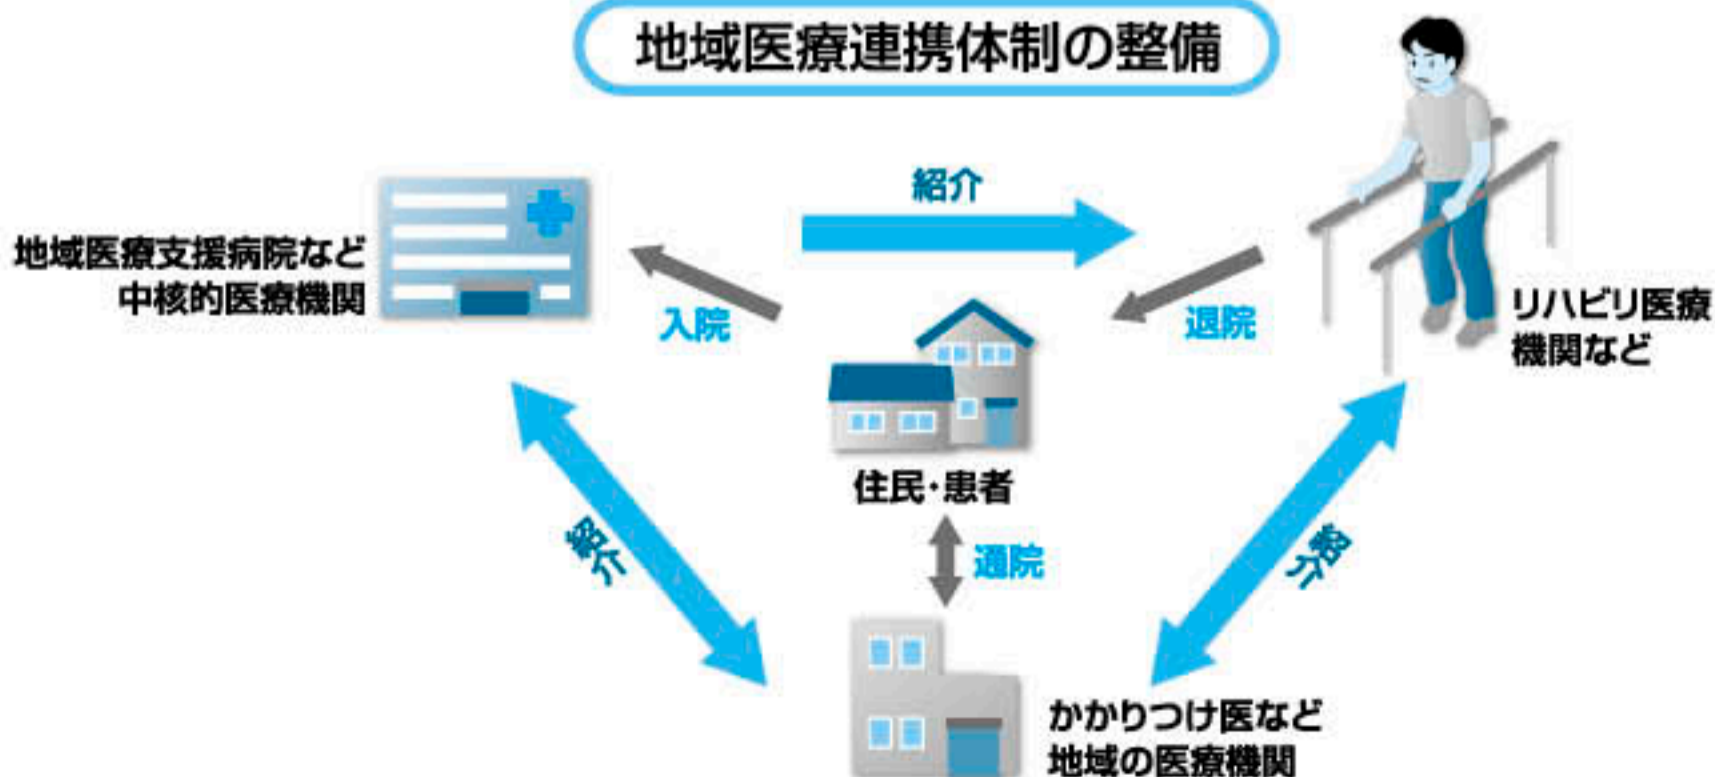 地域医療連携体制の整備
紹介
地域医療支援病院など
中核的医療機関
入院
退院
リハビリ医療
機関など
住民・患者
紹介
通院
紹介
かかりつけ医など
地域の医療機関